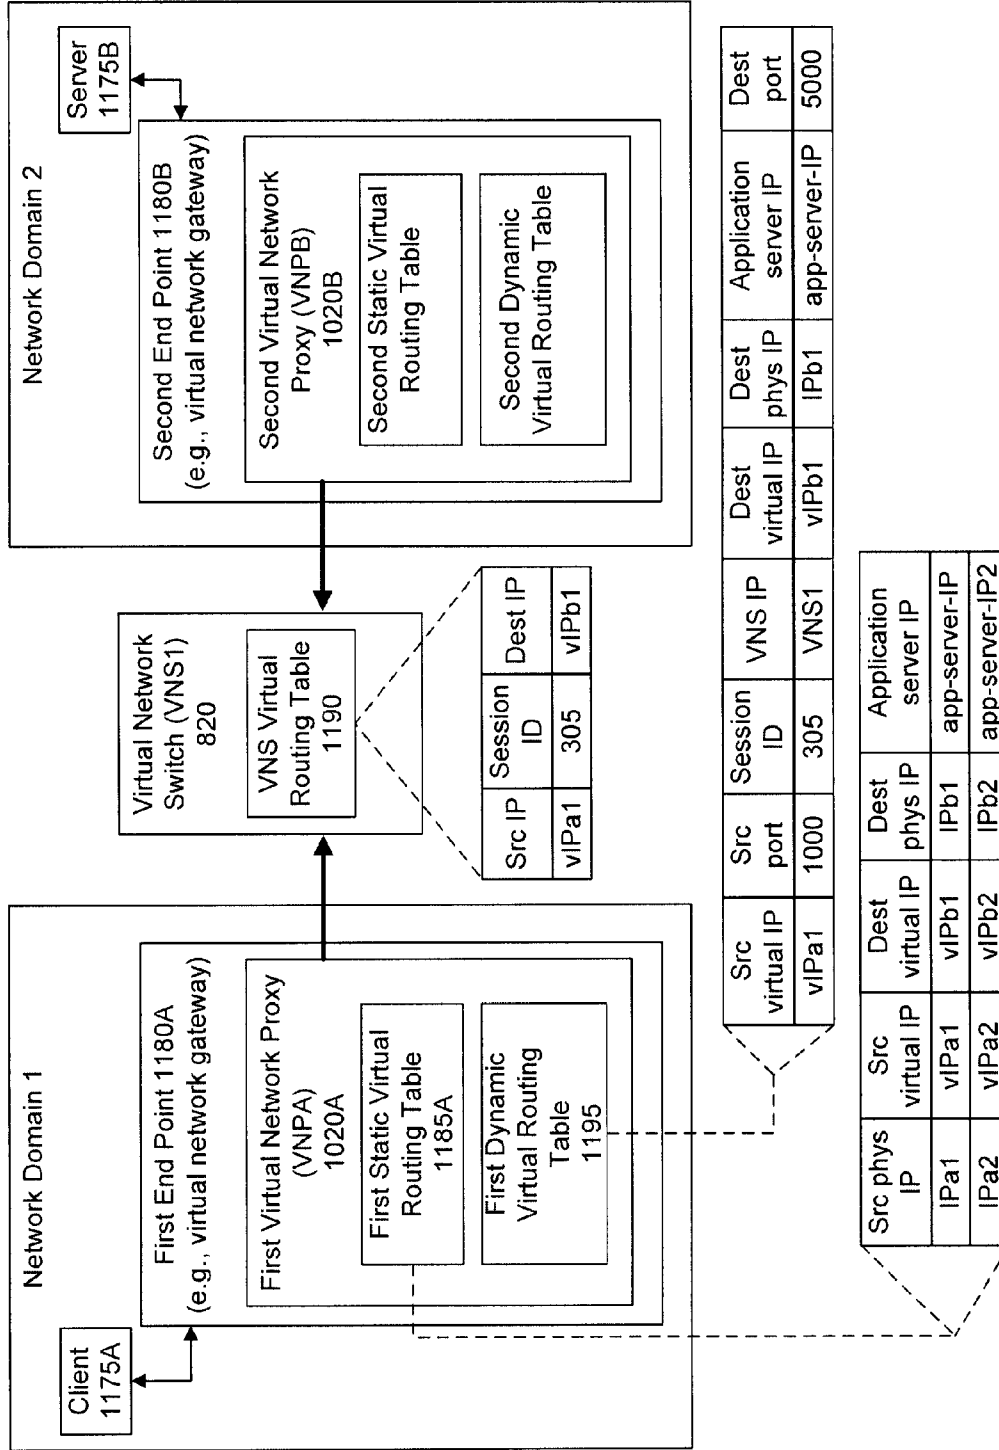 Network Domain 1
Client
1175A
First End Point 1180A
(e.g., virtual network gateway)
First Virtual Network Proxy
(VNPA)
1020A
First Static Virtual
Routing Table
1185A
First Dynamic
Virtual Routing
Table
1195
Virtual Network
Switch (VNS1)
820
VNS Virtual
Routing Table
1190
Src IP Session ID Dest IP
vIPa1 305 vIPb1
Network Domain 2
Server
1175B
Second End Point 1180B
(e.g., virtual network gateway)
Second Virtual Network
Proxy (VNPB)
1020B
Second Static Virtual
Routing Table
Second Dynamic
Virtual Routing Table
Src virtual IP Src port Session ID VNS IP Dest virtual IP Dest phys IP Application server IP Dest port
vIPa1 1000 305 VNS1 vIPb1 IPb1 app-server-IP 5000
Src phys IP Src virtual IP Dest virtual IP Dest phys IP Application server IP
IPa1 vIPa1 vIPb1 IPb1 app-server-IP
IPa2 vIPa2 vIPb2 IPb2 app-server-IP2